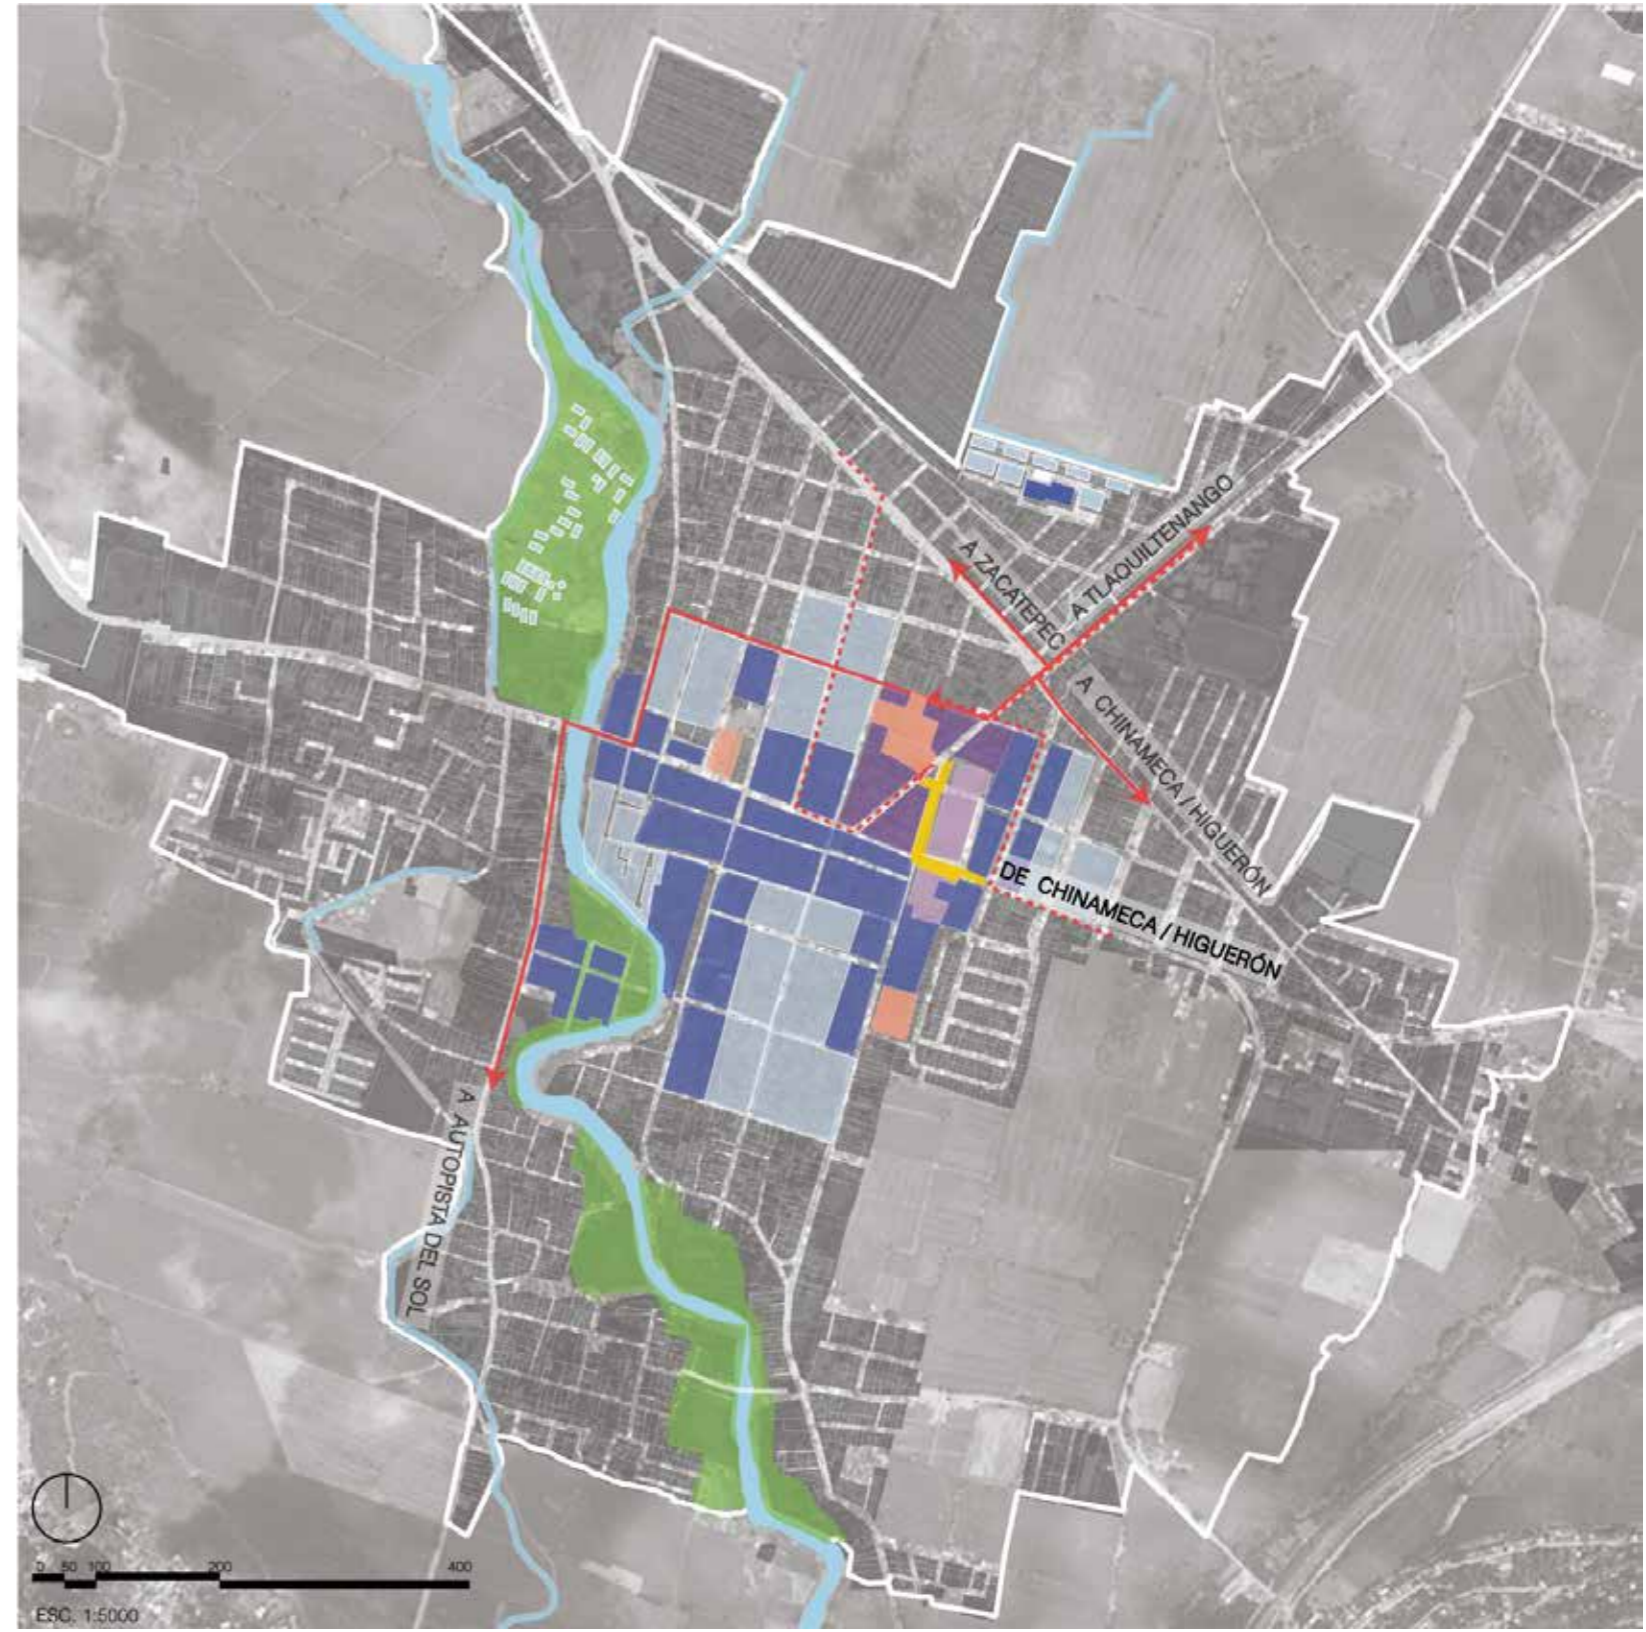 A ZACATEPEC
A TLAQUILTENANGO
A CHINAMECA / HIGUERÓN
DE CHINAMECA / HIGUERÓN
A AUTOPISTA DEL SOL
0 50 100 200 400
ESC. 1:5000